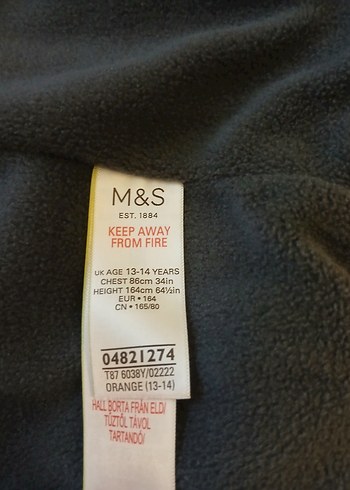 M&S
EST. 1884
KEEP AWAY
FROM FIRE
UK AGE 13-14 YEARS
CHEST 86cm 34in
HEIGHT 164cm 64½in
EUR • 164
CN • 165/80
04821274
T87 6038Y/02222
ORANGE (13-14)
HÅLL BORTA FRÅN ELD/
TŰZTŐL TÁVOL
TARTANDÓ/